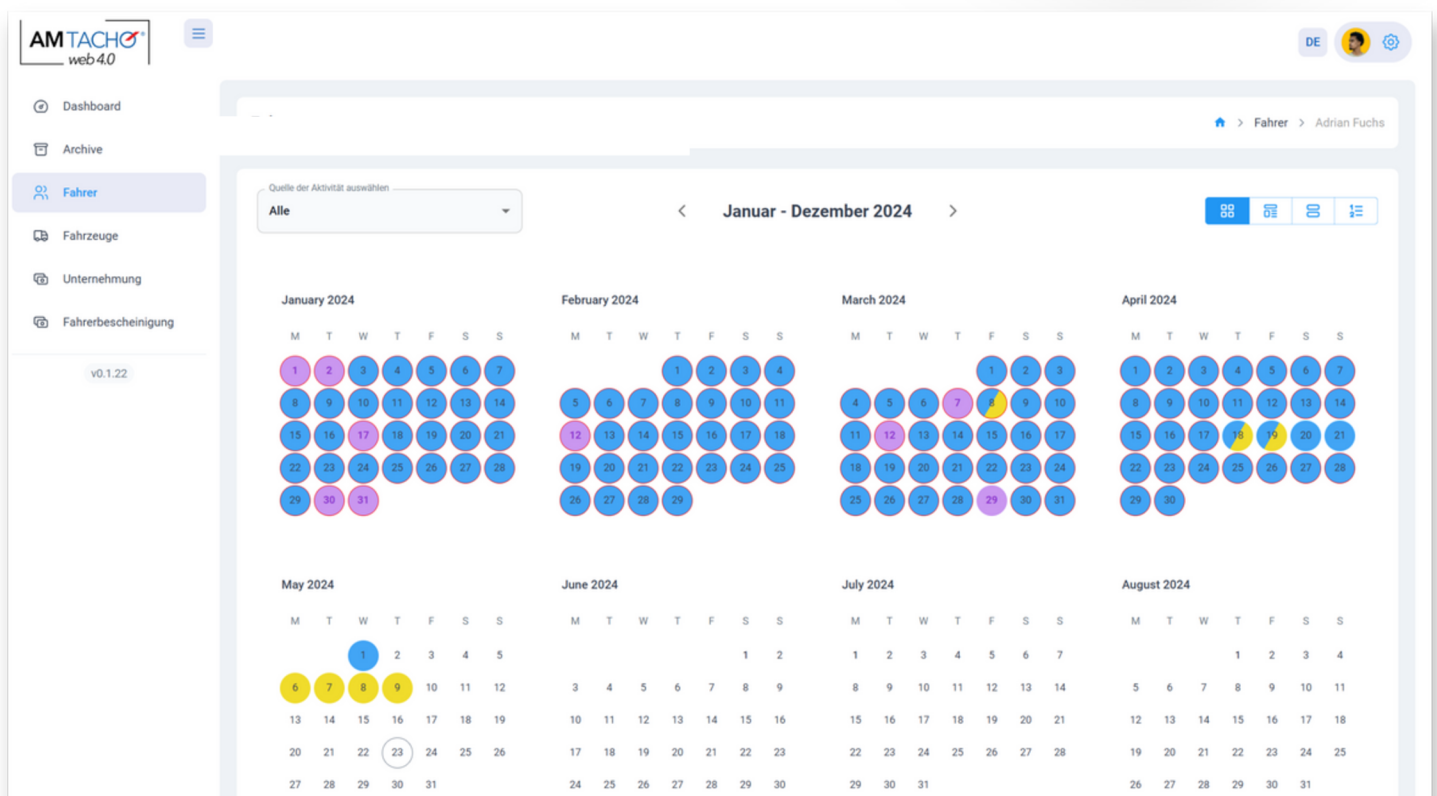 AMTACHO®
web 4.0
DE
Dashboard
Archive
Fahrer
Fahrzeuge
Unternehmung
Fahrerbescheinigung
v0.1.22
Fahrer > Adrian Fuchs
Quelle der Aktivität auswählen
Alle
Januar - Dezember 2024
January 2024
M T W T F S S
1 2 3 4 5 6 7
8 9 10 11 12 13 14
15 16 17 18 19 20 21
22 23 24 25 26 27 28
29 30 31
February 2024
M T W T F S S
1 2 3 4
5 6 7 8 9 10 11
12 13 14 15 16 17 18
19 20 21 22 23 24 25
26 27 28 29
March 2024
M T W T F S S
1 2 3
4 5 6 7 8 9 10
11 12 13 14 15 16 17
18 19 20 21 22 23 24
25 26 27 28 29 30 31
April 2024
M T W T F S S
1 2 3 4 5 6 7
8 9 10 11 12 13 14
15 16 17 18 19 20 21
22 23 24 25 26 27 28
29 30
May 2024
M T W T F S S
1 2 3 4 5
6 7 8 9 10 11 12
13 14 15 16 17 18 19
20 21 22 23 24 25 26
27 28 29 30 31
June 2024
M T W T F S S
1 2
3 4 5 6 7 8 9
10 11 12 13 14 15 16
17 18 19 20 21 22 23
24 25 26 27 28 29 30
July 2024
M T W T F S S
1 2 3 4 5 6 7
8 9 10 11 12 13 14
15 16 17 18 19 20 21
22 23 24 25 26 27 28
29 30 31
August 2024
M T W T F S S
1 2 3 4
5 6 7 8 9 10 11
12 13 14 15 16 17 18
19 20 21 22 23 24 25
26 27 28 29 30 31